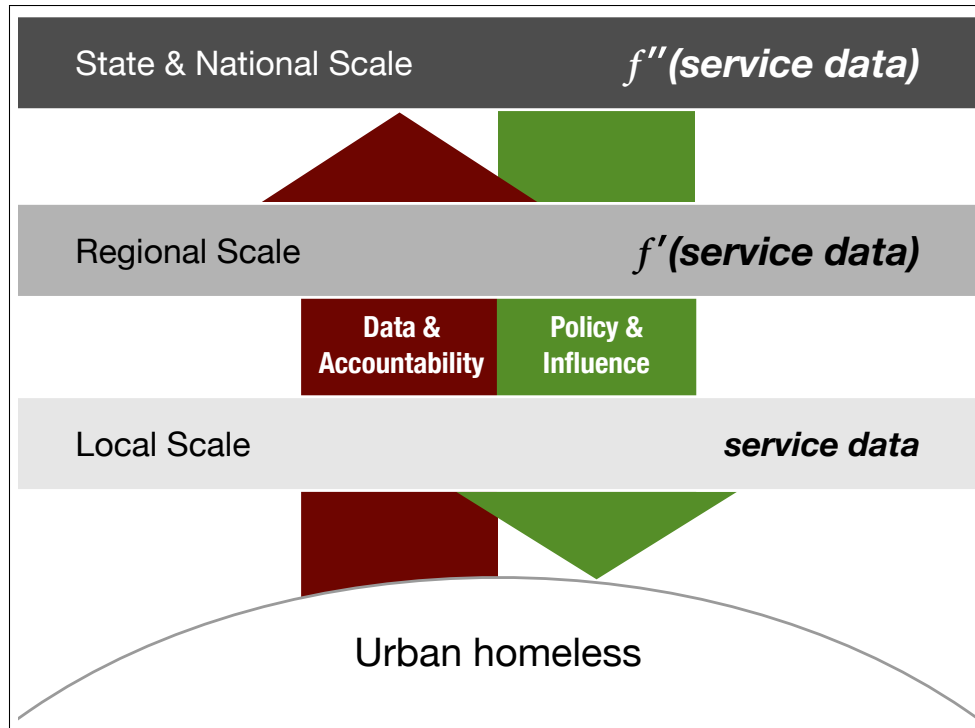 State & National Scale f''(service data)
Regional Scale f'(service data)
Data & Policy &
Accountability Influence
Local Scale service data
Urban homeless